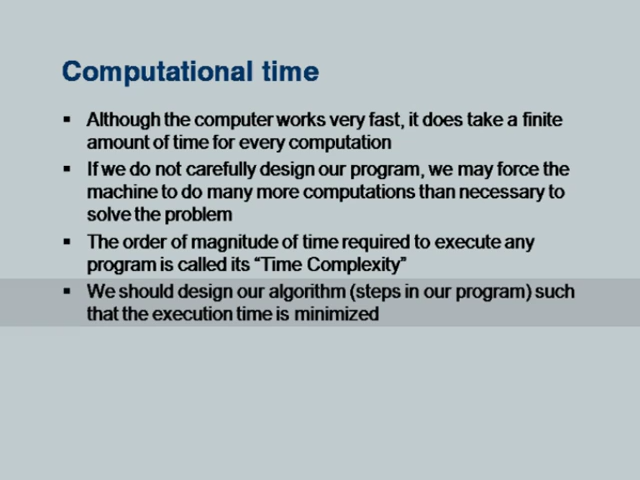 Computational time
▪ Although the computer works very fast, it does take a finite
amount of time for every computation
▪ If we do not carefully design our program, we may force the
machine to do many more computations than necessary to
solve the problem
▪ The order of magnitude of time required to execute any
program is called its “Time Complexity”
▪ We should design our algorithm (steps in our program) such
that the execution time is minimized